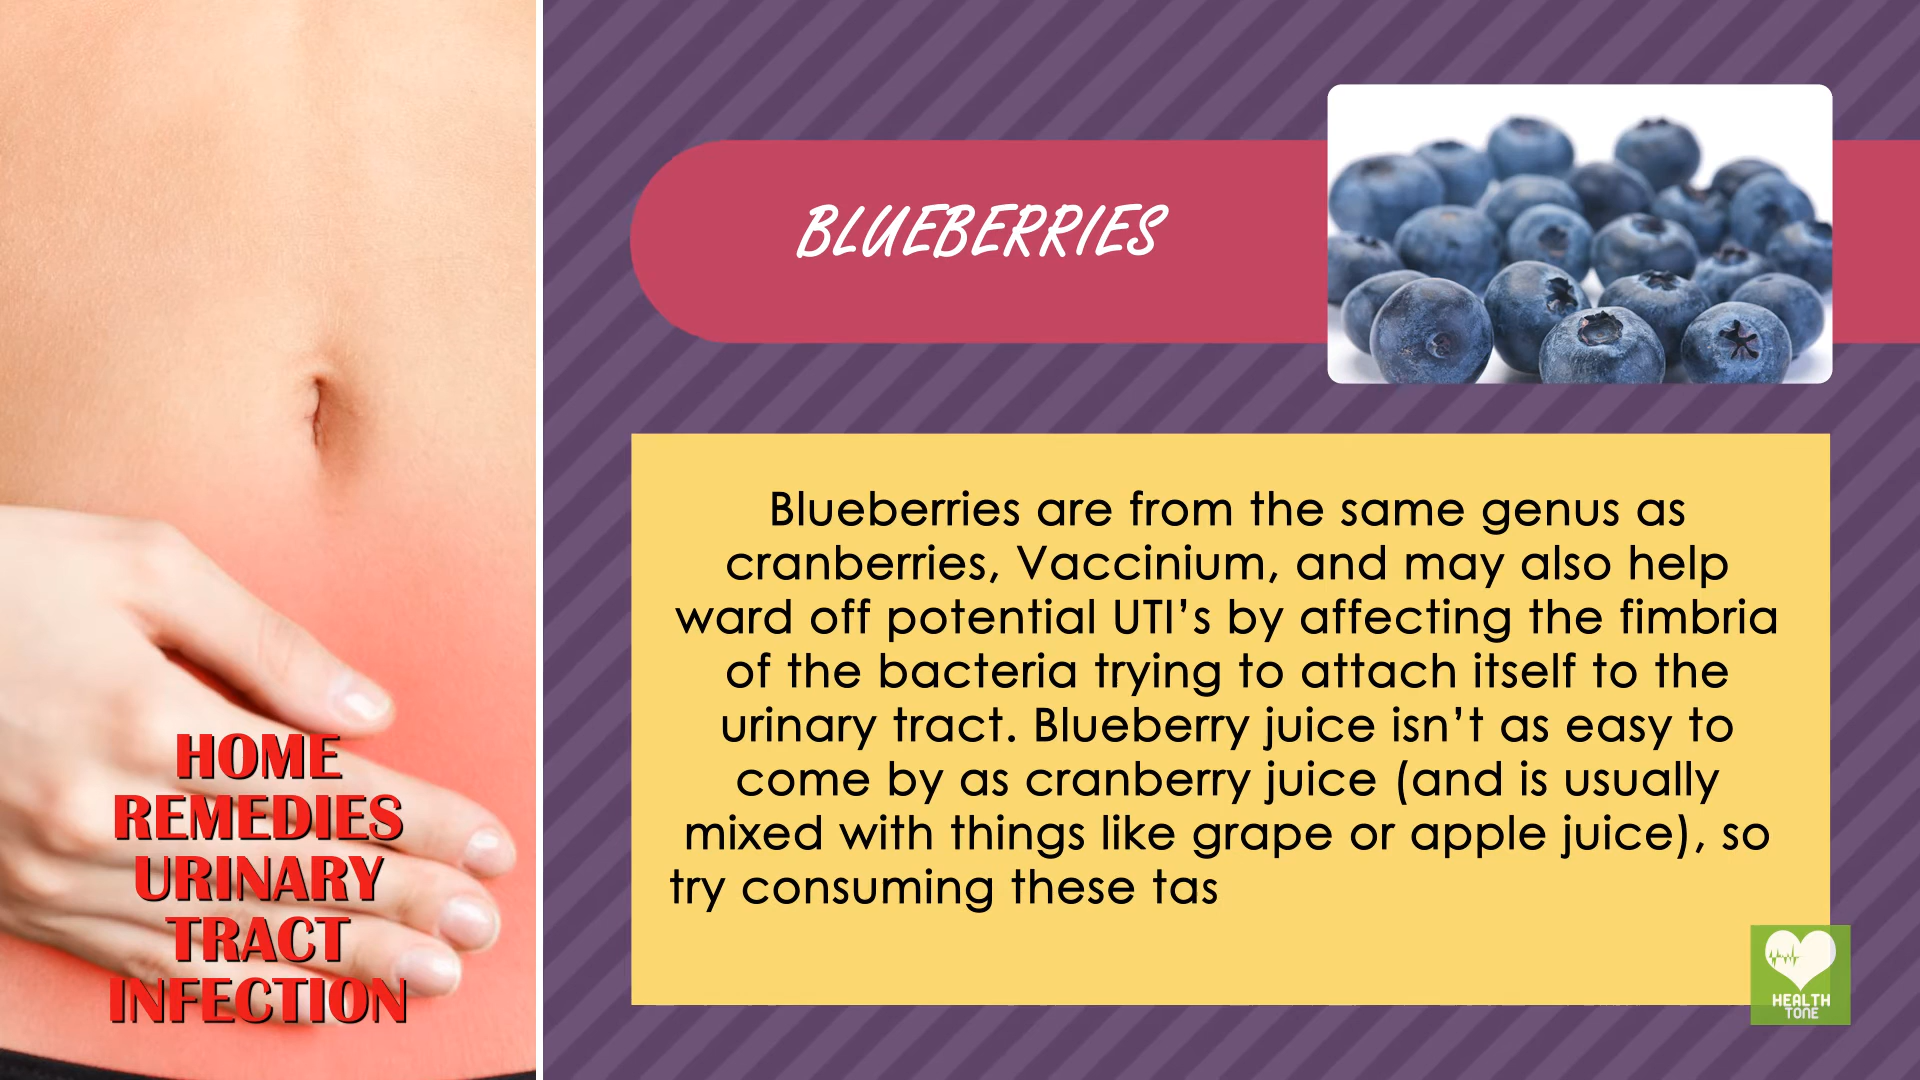 BLUEBERRIES
Blueberries are from the same genus as
cranberries, Vaccinium, and may also help
ward off potential UTI’s by affecting the fimbria
of the bacteria trying to attach itself to the
urinary tract. Blueberry juice isn’t as easy to
come by as cranberry juice (and is usually
mixed with things like grape or apple juice), so
try consuming these tas
HOME
REMEDIES
URINARY
TRACT
INFECTION
HEALTH
TONE